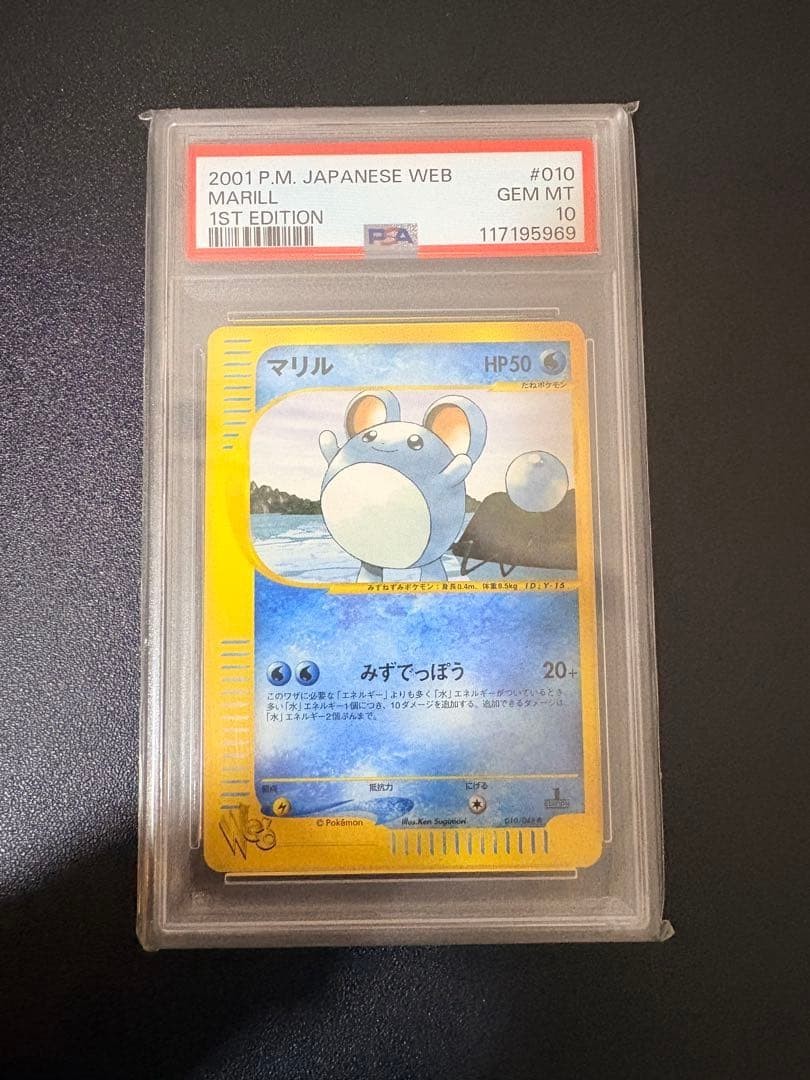 2001 P.M. JAPANESE WEB #010
MARILL GEM MT
1ST EDITION 10
PSA 117195969
マリル HP50
たねポケモン
みずねずみポケモン：身長0.4m、体重8.5kg ID:Y-15
みずでっぽう 20+
このワザに必要な「エネルギー」よりも多く「水」エネルギーがついているとき、
多い「水」エネルギー1個につき、10ダメージを追加する。追加できるダメージは、
「水」エネルギー2個ぶんまで。
弱点 抵抗力 にげる
1
EDITION
Web
© Pokémon Illus.Ken Sugimori 010/048